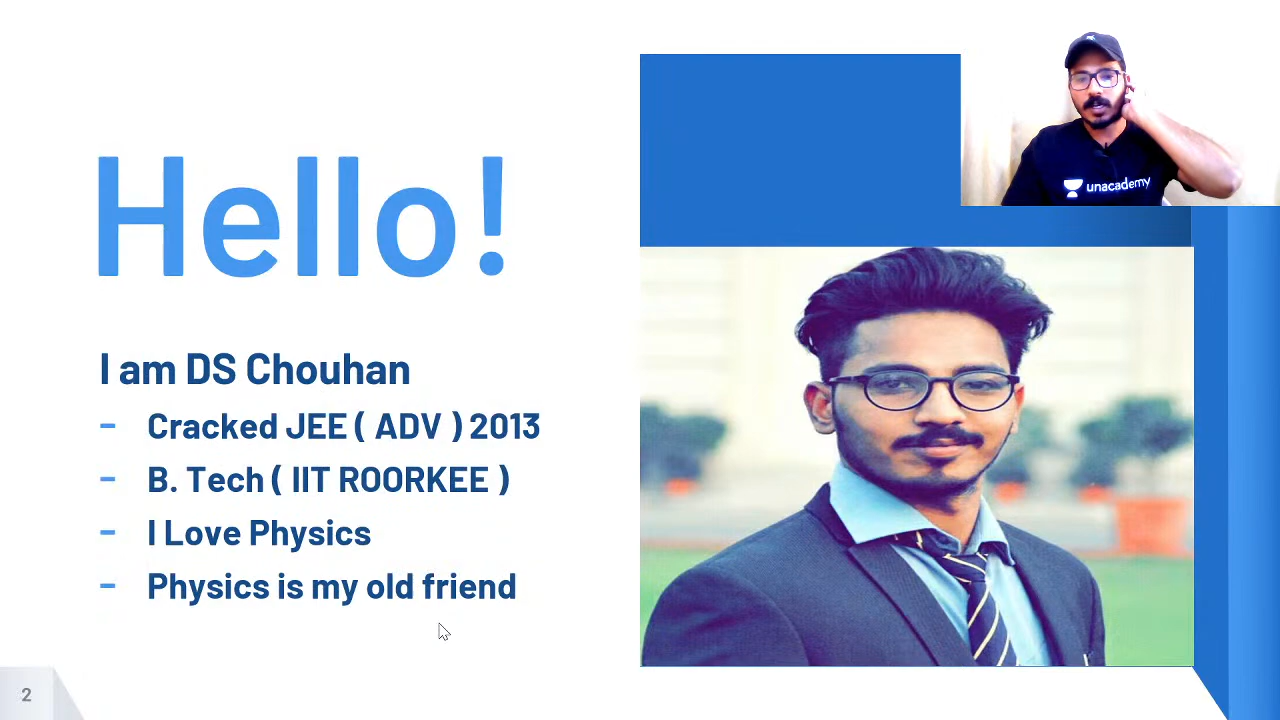 Hello!
I am DS Chouhan
- Cracked JEE ( ADV ) 2013
- B. Tech ( IIT ROORKEE )
- I Love Physics
- Physics is my old friend
unacademy
2